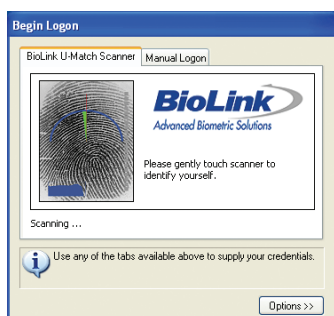 Begin Logon
BioLink U-Match Scanner Manual Logon
BioLink
Advanced Biometric Solutions
Please gently touch scanner to
identify yourself.
Scanning ...
Use any of the tabs available above to supply your credentials.
Options >>